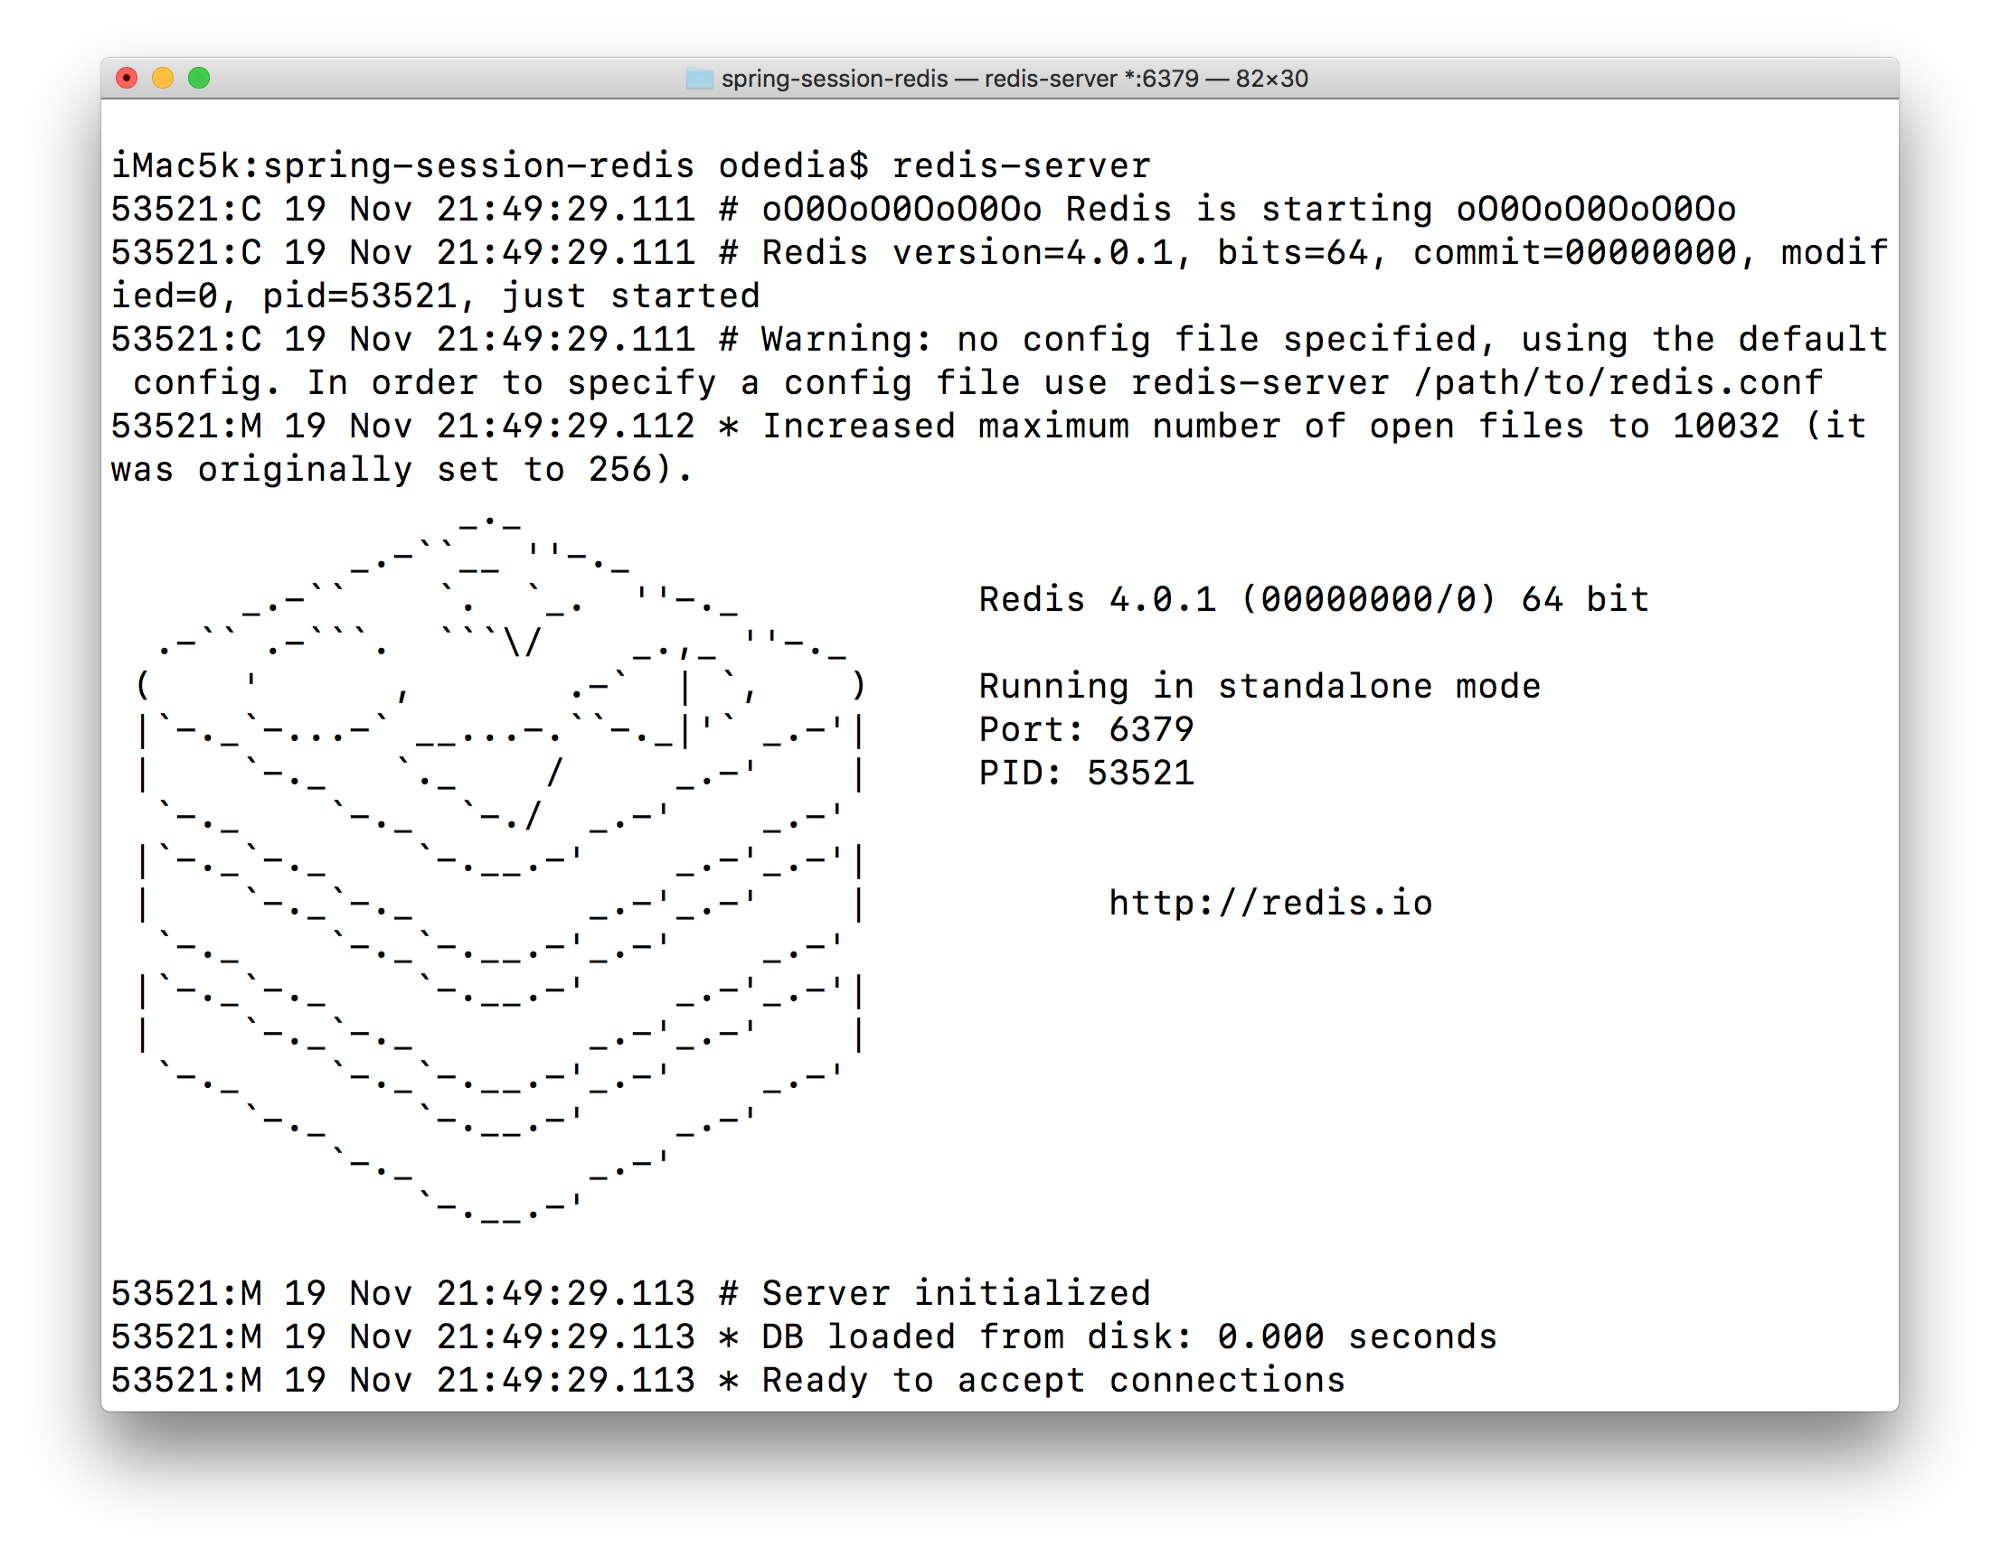 spring-session-redis — redis-server *:6379 — 82×30
iMac5k:spring-session-redis odedia$ redis-server
53521:C 19 Nov 21:49:29.111 # oO0OoO0OoO0Oo Redis is starting oO0OoO0OoO0Oo
53521:C 19 Nov 21:49:29.111 # Redis version=4.0.1, bits=64, commit=00000000, modif
ied=0, pid=53521, just started
53521:C 19 Nov 21:49:29.111 # Warning: no config file specified, using the default
 config. In order to specify a config file use redis-server /path/to/redis.conf
53521:M 19 Nov 21:49:29.112 * Increased maximum number of open files to 10032 (it
was originally set to 256).
Redis 4.0.1 (00000000/0) 64 bit
Running in standalone mode
Port: 6379
PID: 53521
http://redis.io
53521:M 19 Nov 21:49:29.113 # Server initialized
53521:M 19 Nov 21:49:29.113 * DB loaded from disk: 0.000 seconds
53521:M 19 Nov 21:49:29.113 * Ready to accept connections